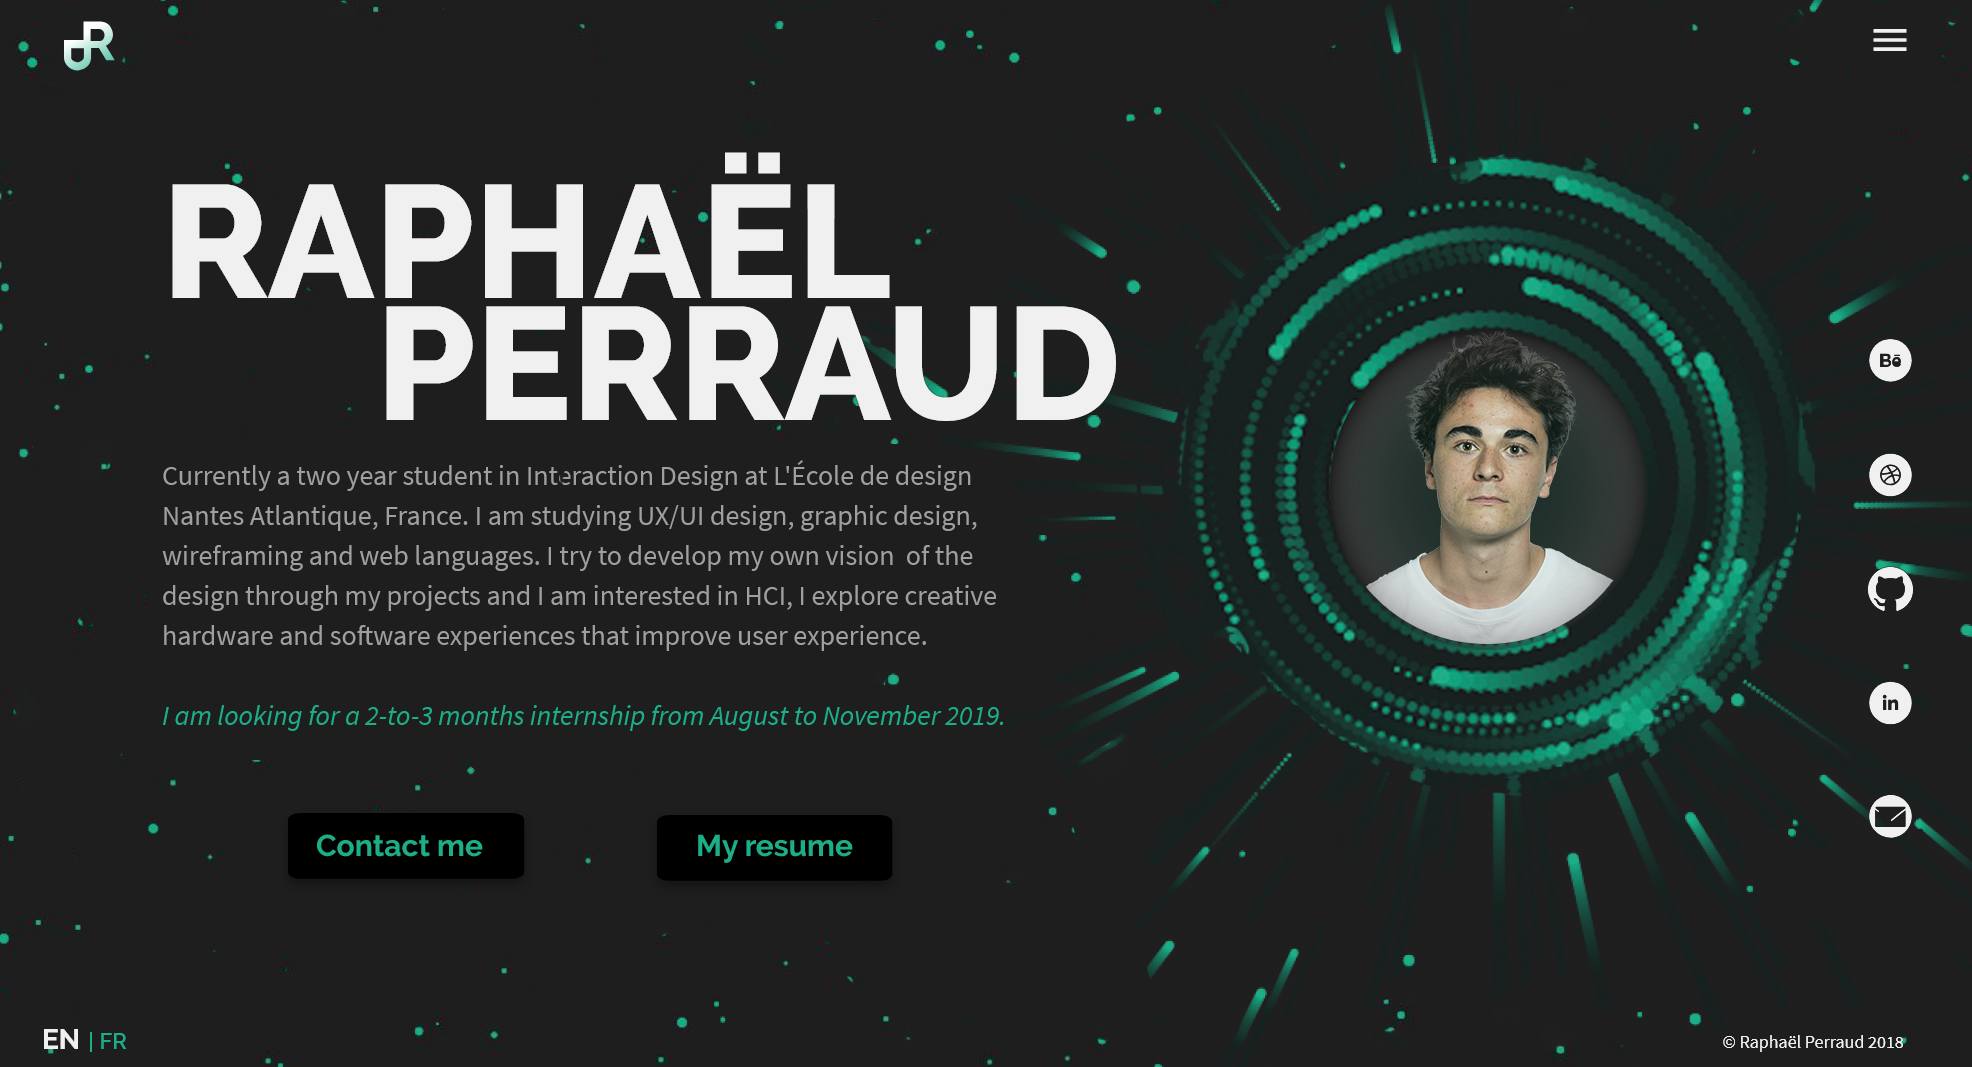 RAPHAËL
PERRAUD
Currently a two year student in Interaction Design at L'École de design
Nantes Atlantique, France. I am studying UX/UI design, graphic design,
wireframing and web languages. I try to develop my own vision  of the
design through my projects and I am interested in HCI, I explore creative
hardware and software experiences that improve user experience.
I am looking for a 2-to-3 months internship from August to November 2019.
Contact me
My resume
Bē
in
EN | FR
© Raphaël Perraud 2018